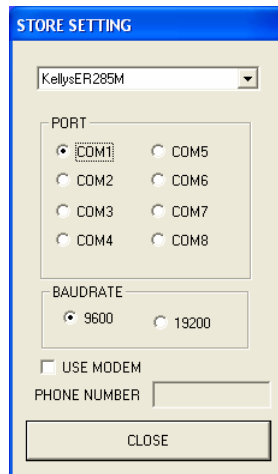 STORE SETTING
KellysER285M
PORT
COM1 COM5
COM2 COM6
COM3 COM7
COM4 COM8
BAUDRATE
9600 19200
USE MODEM
PHONE NUMBER
CLOSE